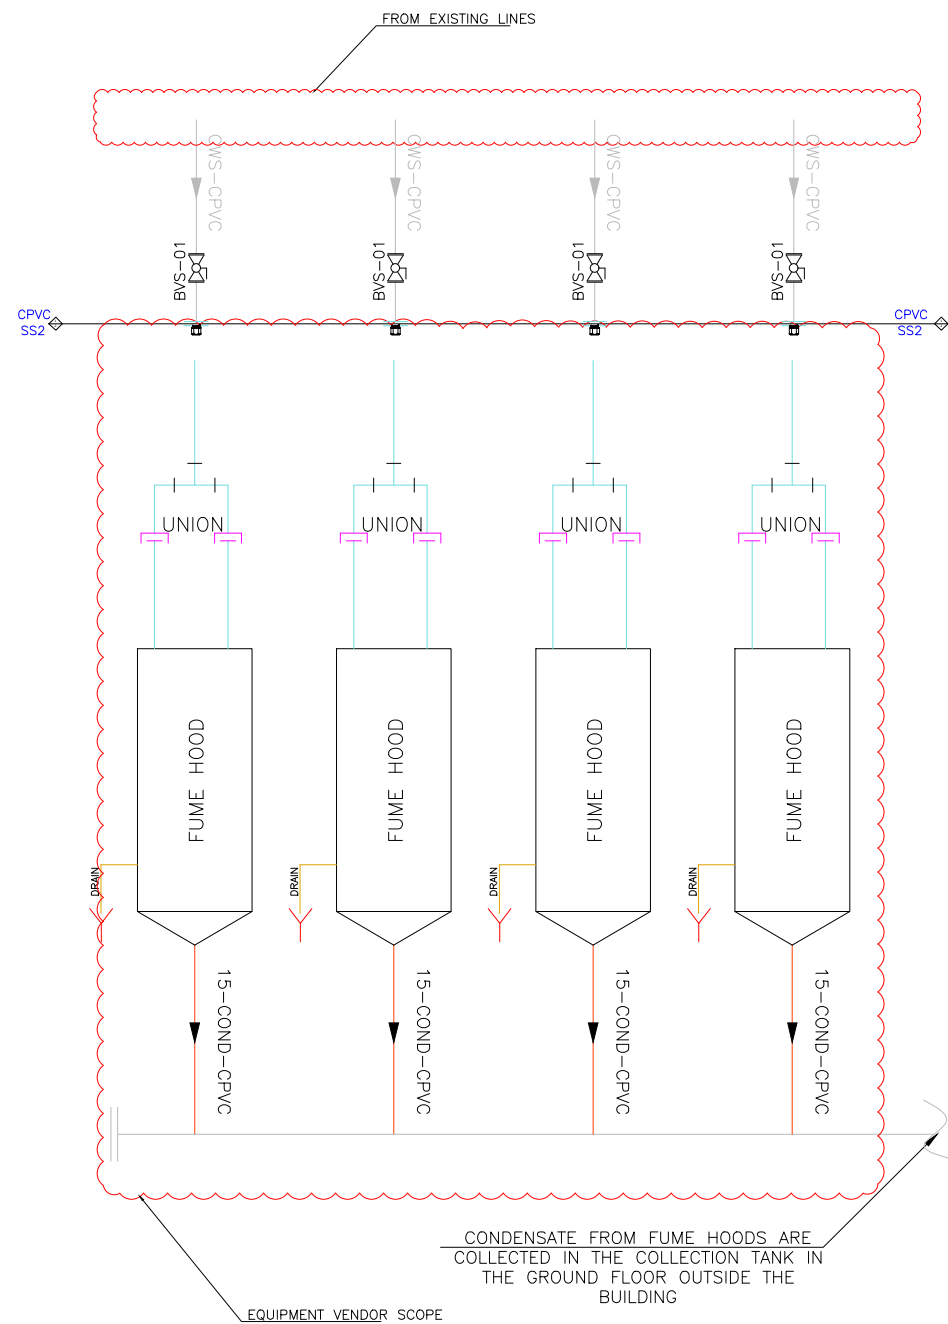 FROM EXISTING LINES
CWS-CPVC
CWS-CPVC
CWS-CPVC
CWS-CPVC
BVS-01
BVS-01
BVS-01
BVS-01
CPVC
SS2
CPVC
SS2
UNION
UNION
UNION
UNION
FUME HOOD
FUME HOOD
FUME HOOD
FUME HOOD
DRAIN
DRAIN
DRAIN
DRAIN
15-COND-CPVC
15-COND-CPVC
15-COND-CPVC
15-COND-CPVC
CONDENSATE FROM FUME HOODS ARE
COLLECTED IN THE COLLECTION TANK IN
THE GROUND FLOOR OUTSIDE THE
BUILDING
EQUIPMENT VENDOR SCOPE